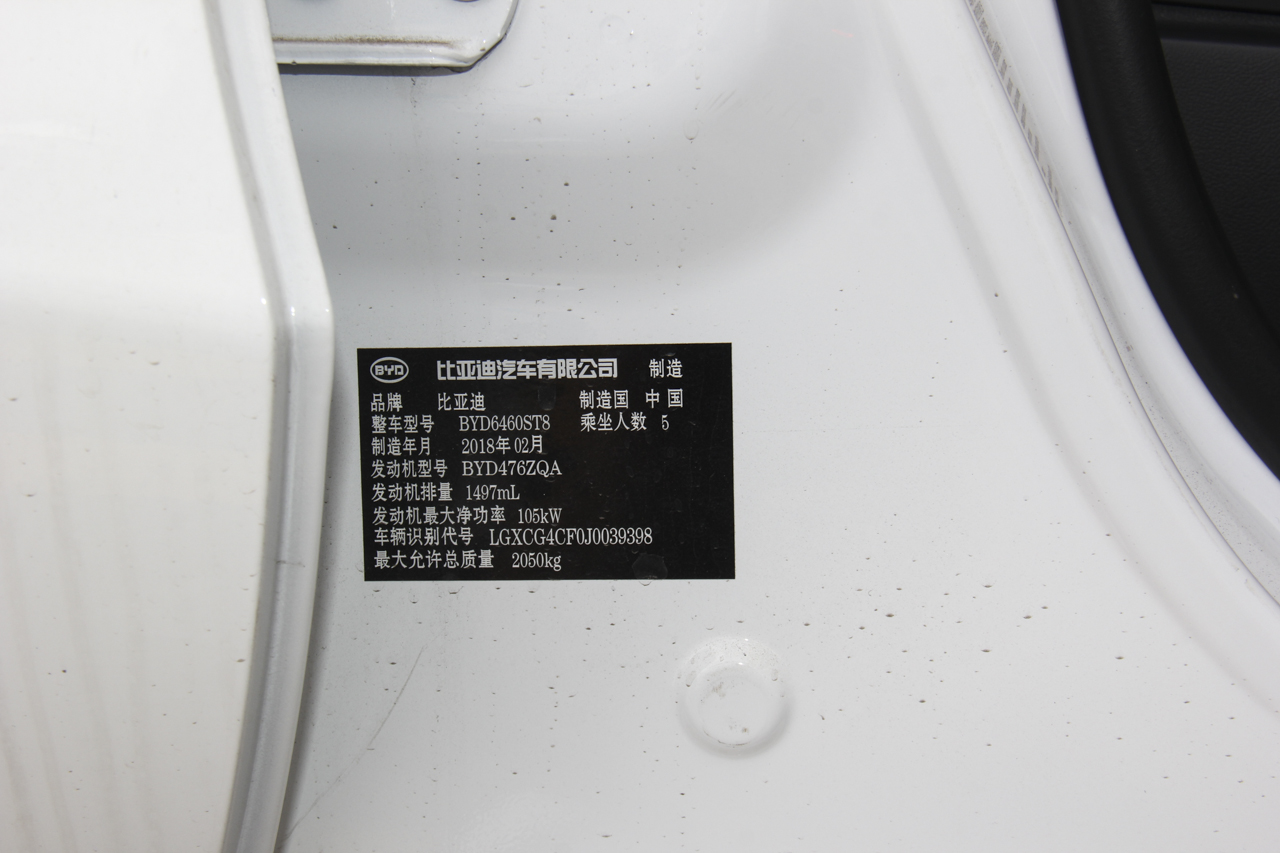 BYD 比亚迪汽车有限公司 制造
品牌 比亚迪 制造国 中国
整车型号 BYD6460ST8 乘坐人数 5
制造年月 2018年02月
发动机型号 BYD476ZQA
发动机排量 1497mL
发动机最大净功率 105kW
车辆识别代号 LGXCG4CF0J0039398
最大允许总质量 2050kg